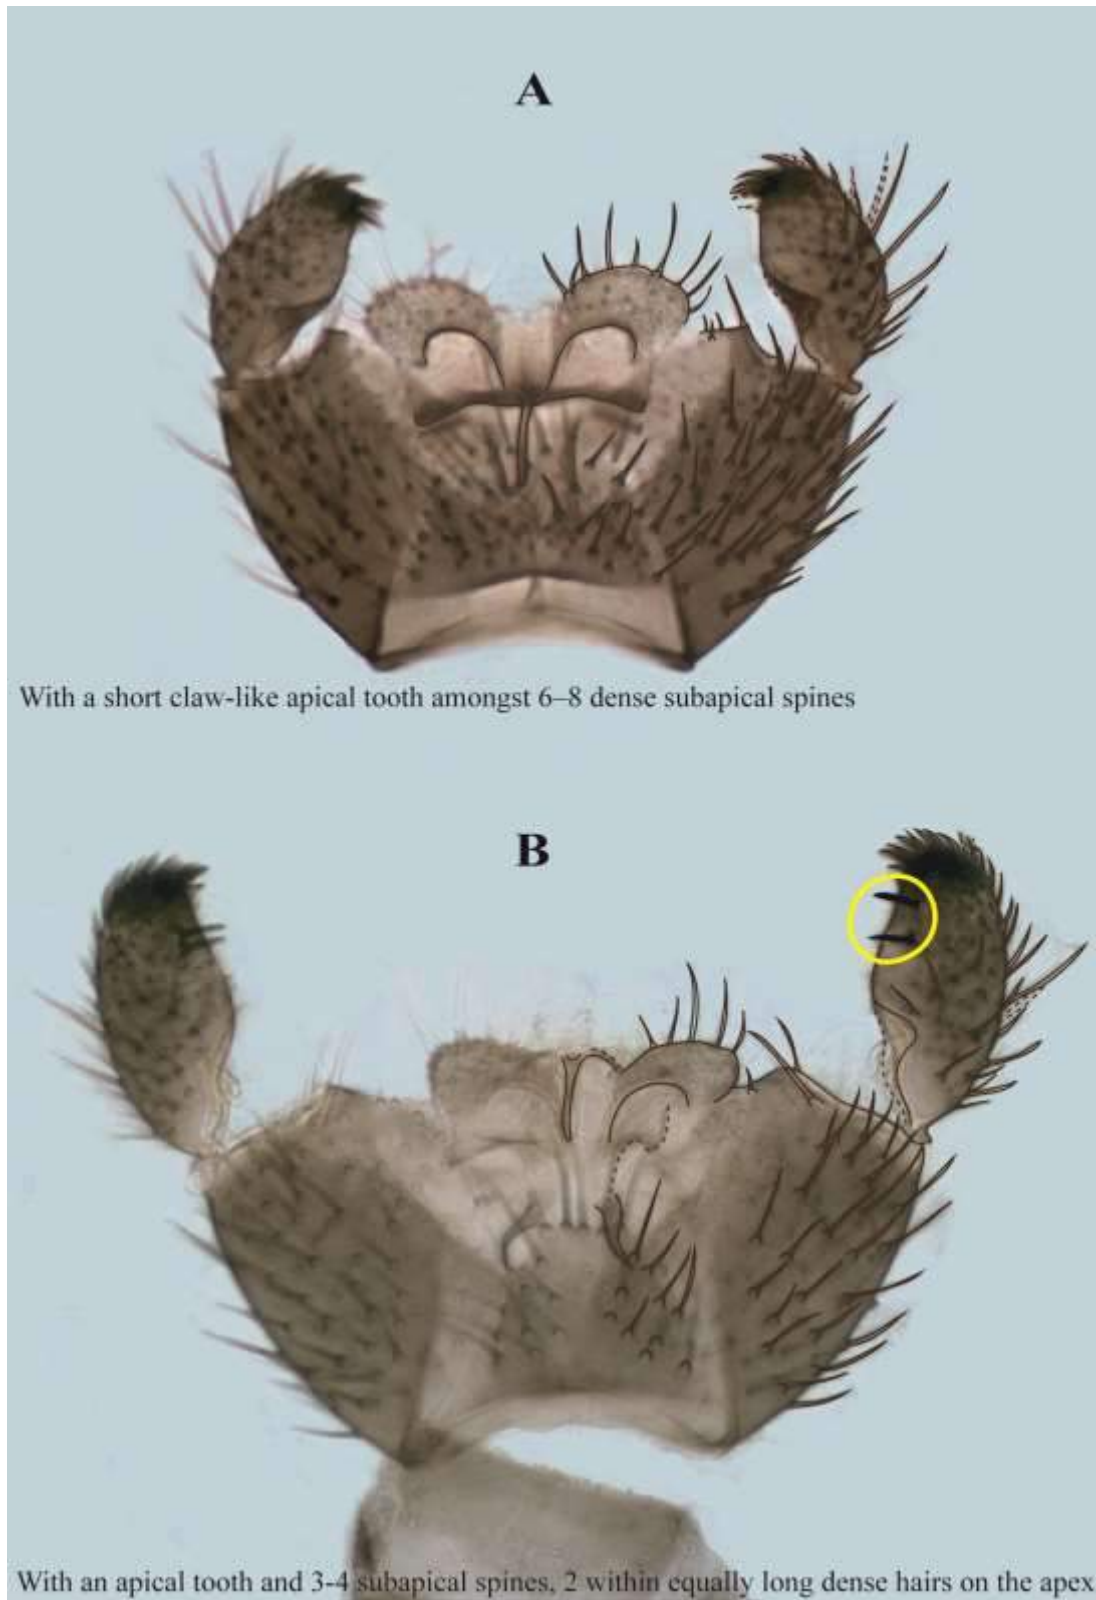 A
With a short claw-like apical tooth amongst 6–8 dense subapical spines
B
With an apical tooth and 3-4 subapical spines, 2 within equally long dense hairs on the apex